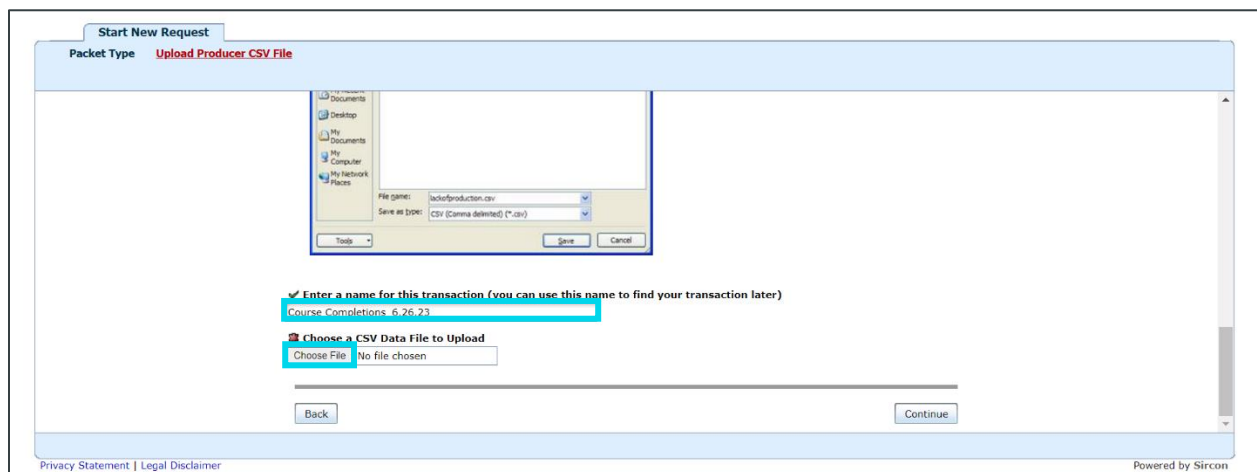 Start New Request
Packet Type Upload Producer CSV File
Documents
Desktop
My Documents
My Computer
My Network Places
File name: lackofproduction.csv
Save as type: CSV (Comma delimited) (*.csv)
Tools Save Cancel
Enter a name for this transaction (you can use this name to find your transaction later)
Course Completions 6.26.23
Choose a CSV Data File to Upload
Choose File No file chosen
Back Continue
Privacy Statement | Legal Disclaimer Powered by Sircon